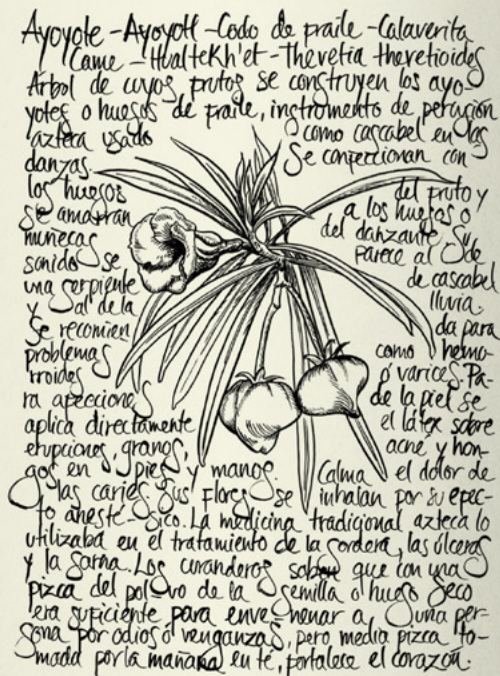 Ayoyote - Ayoyotl - Codo de fraile - Calaverita
Came - HualteKh'et - Thevetia thevetioides
Árbol de cuyos frutos se construyen los ayo-
yotes o huesos de fraile, instrumento de percusión
azteca usado como cascabel en las
danzas. Se confeccionan con
los huesos del fruto y
se amarran a los huesos o
muñecas del danzante. Su
sonido se parece al de
una serpiente de cascabel
y al de la lluvia.
Se recomien da para
problemas como hemo-
rroides ó varices. Pa-
ra afecciones de la piel se
aplica directamente el látex sobre
erupciones, granos, acné y hon-
gos en pies y manos. Calma el dolor de
las caries. Sus flores se inhalan por su efec-
to anesté-sico. La medicina tradicional azteca lo
utilizaba en el tratamiento de la sordera, las úlceras
y la sarna. Los curanderos saben que con una
pizca del polvo de la semilla o hueso seco
era suficiente para envenenar a una per-
sona por odios ó venganzas, pero media pizca to-
mada por la mañana en té, fortalece el corazón.